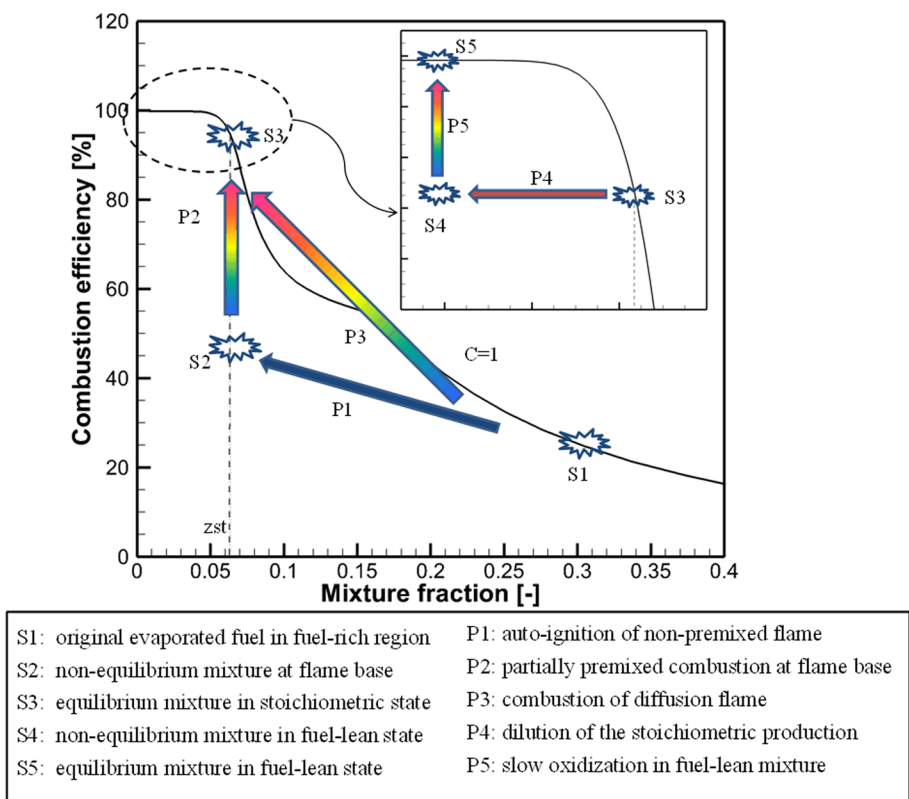 120
100
80
60
40
20
0
Combustion efficiency [%]
0 0.05 0.1 0.15 0.2 0.25 0.3 0.35 0.4
Mixture fraction [-]
zst
S3
P2
S2
P3
P1
C=1
S1
S5
P5
P4
S4
S3
S1: original evaporated fuel in fuel-rich region
S2: non-equilibrium mixture at flame base
S3: equilibrium mixture in stoichiometric state
S4: non-equilibrium mixture in fuel-lean state
S5: equilibrium mixture in fuel-lean state
P1: auto-ignition of non-premixed flame
P2: partially premixed combustion at flame base
P3: combustion of diffusion flame
P4: dilution of the stoichiometric production
P5: slow oxidization in fuel-lean mixture